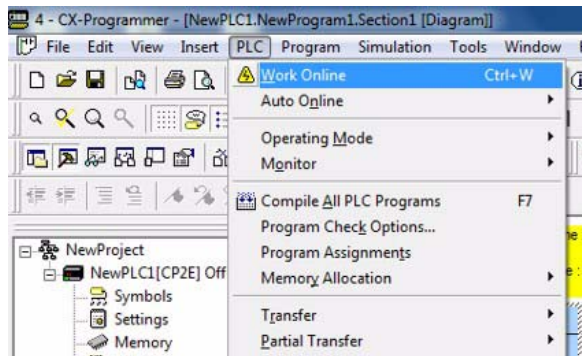 4 - CX-Programmer - [NewPLC1.NewProgram1.Section1 [Diagram]]
File Edit View Insert PLC Program Simulation Tools Window
Work Online Ctrl+W
Auto Online
Operating Mode
Monitor
Compile All PLC Programs F7
Program Check Options...
Program Assignments
Memory Allocation
Transfer
Partial Transfer
NewProject
NewPLC1[CP2E] Off
Symbols
Settings
Memory